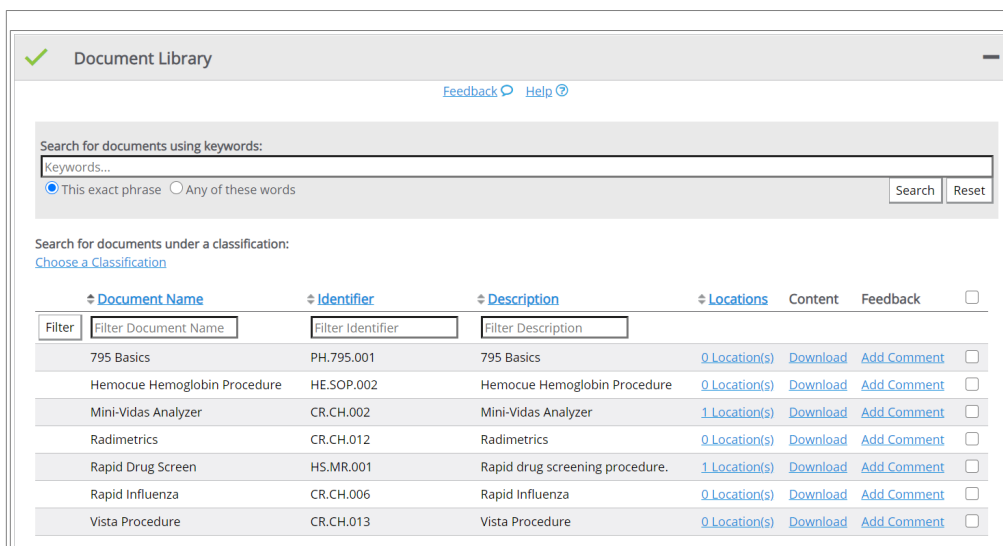 Document Library
Feedback Help
Search for documents using keywords:
Keywords...
This exact phrase Any of these words Search Reset
Search for documents under a classification:
Choose a Classification
Document Name Identifier Description Locations Content Feedback
Filter Filter Document Name Filter Identifier Filter Description
795 Basics PH.795.001 795 Basics 0 Location(s) Download Add Comment
Hemocue Hemoglobin Procedure HE.SOP.002 Hemocue Hemoglobin Procedure 0 Location(s) Download Add Comment
Mini-Vidas Analyzer CR.CH.002 Mini-Vidas Analyzer 1 Location(s) Download Add Comment
Radimetrics CR.CH.012 Radimetrics 0 Location(s) Download Add Comment
Rapid Drug Screen HS.MR.001 Rapid drug screening procedure. 1 Location(s) Download Add Comment
Rapid Influenza CR.CH.006 Rapid Influenza 0 Location(s) Download Add Comment
Vista Procedure CR.CH.013 Vista Procedure 0 Location(s) Download Add Comment